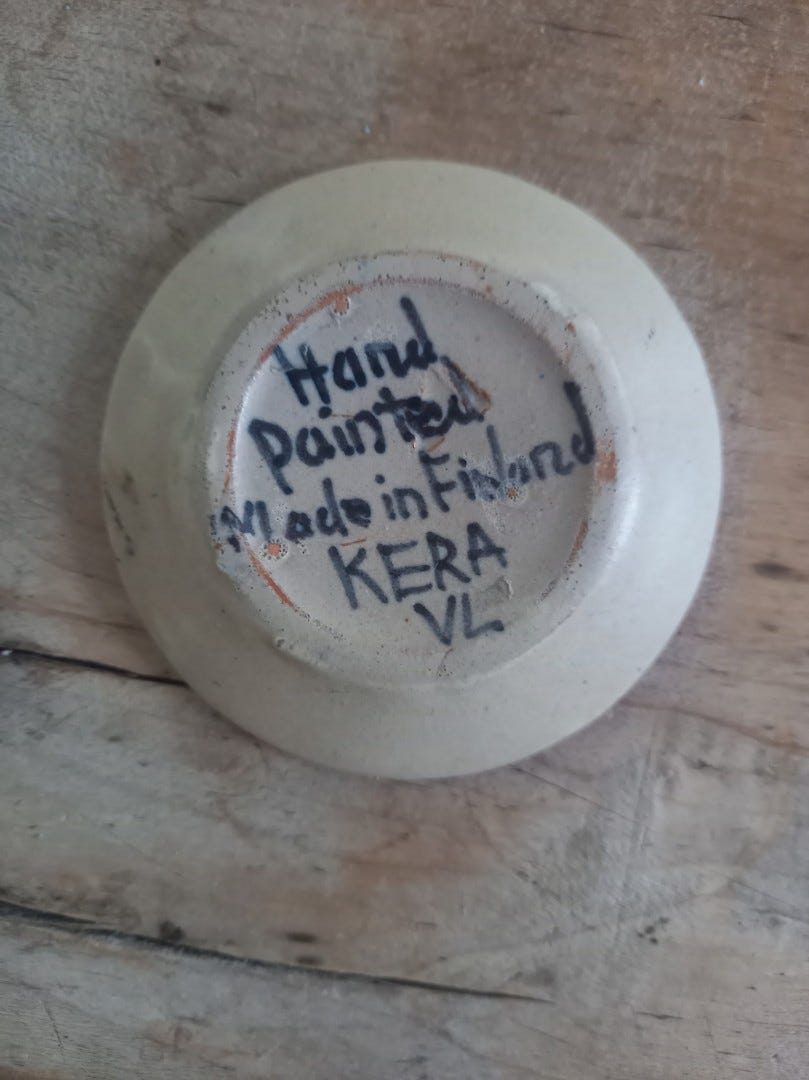 Hand
Painted
Made in Finland
KERA
VL